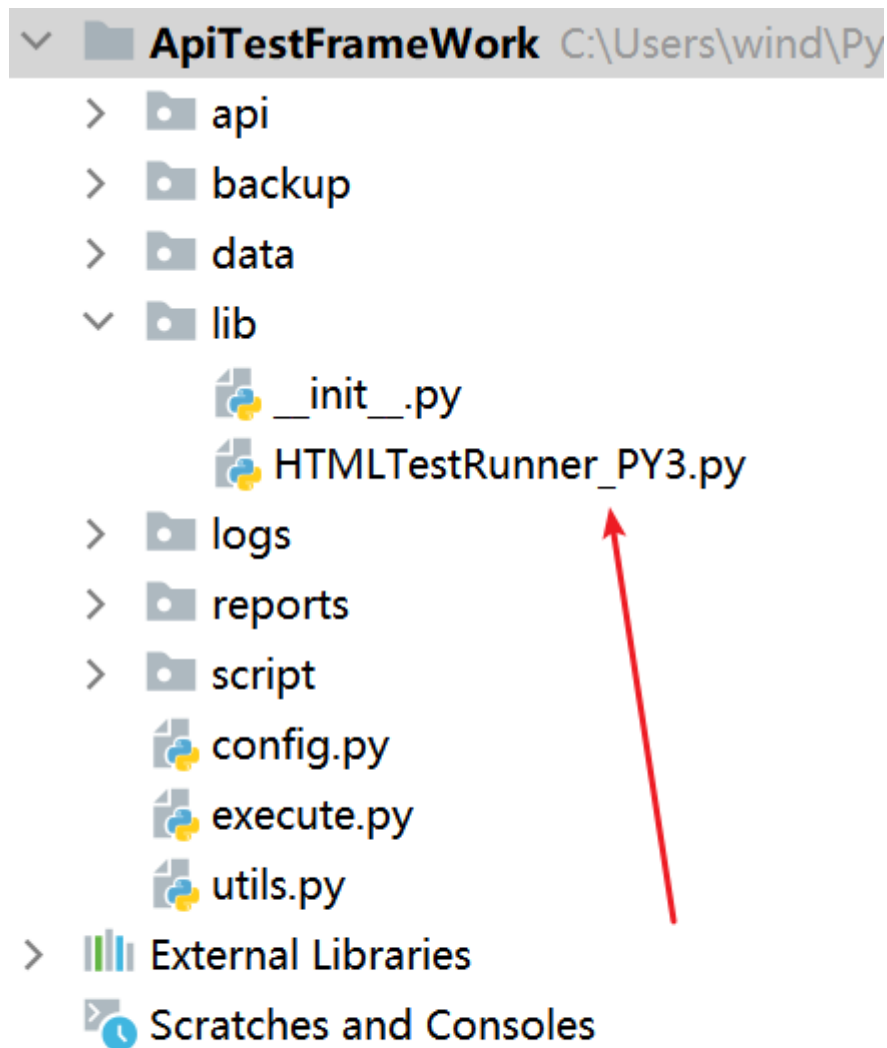 ApiTestFrameWork C:\Users\wind\Py
api
backup
data
lib
__init__.py
HTMLTestRunner_PY3.py
logs
reports
script
config.py
execute.py
utils.py
External Libraries
Scratches and Consoles